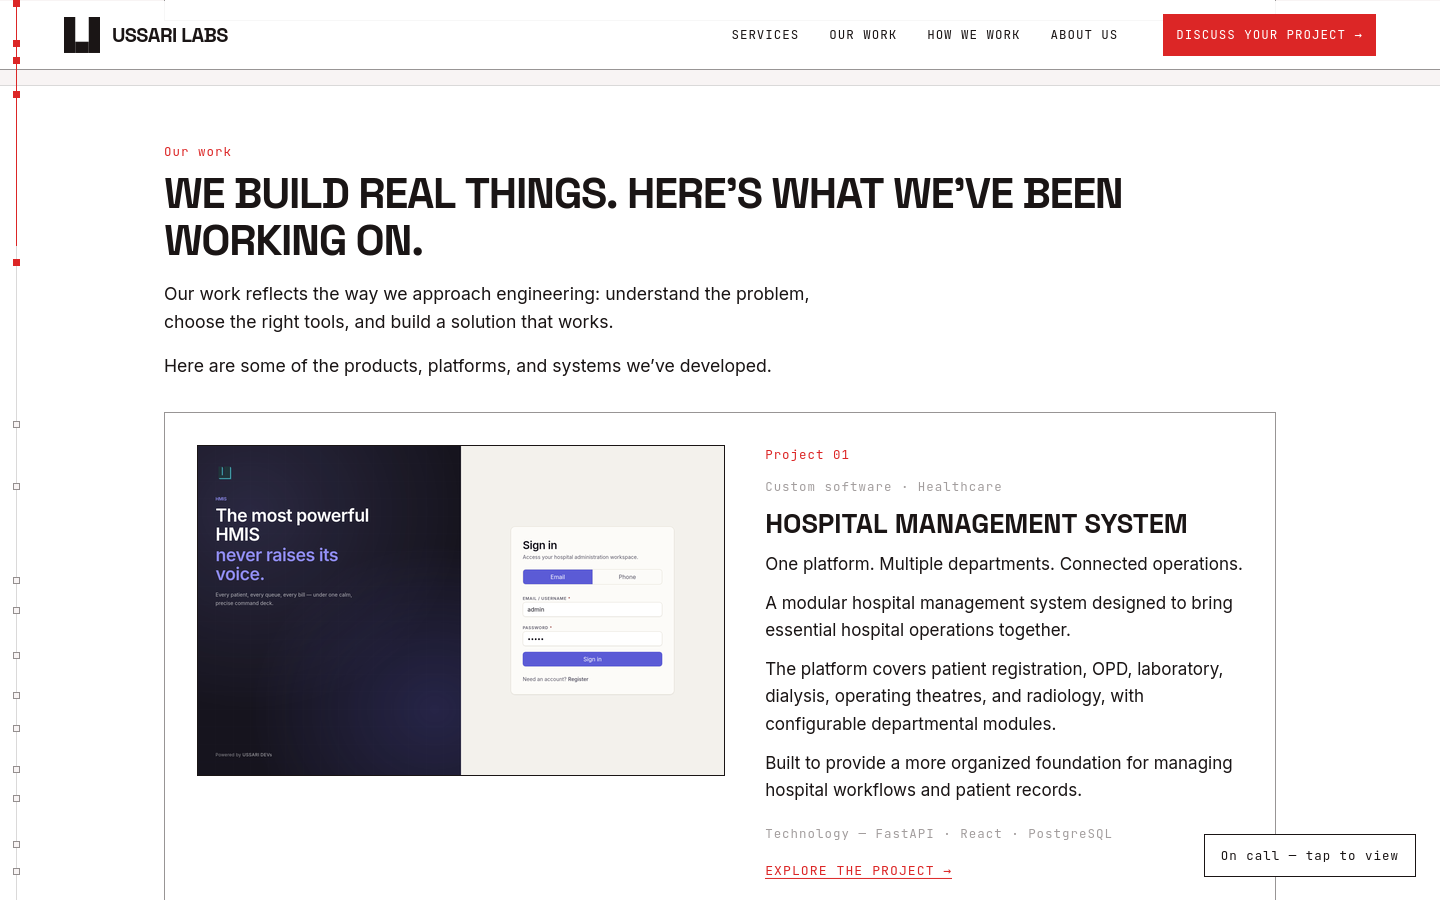 USSARI LABS
SERVICES
OUR WORK
HOW WE WORK
ABOUT US
DISCUSS YOUR PROJECT →
Our work
WE BUILD REAL THINGS. HERE’S WHAT WE’VE BEEN
WORKING ON.
Our work reflects the way we approach engineering: understand the problem,
choose the right tools, and build a solution that works.
Here are some of the products, platforms, and systems we’ve developed.
HMIS
The most powerful
HMIS
never raises its
voice.
Every patient, every queue, every bill — under one calm,
precise command deck.
Powered by USSARI DEVs
Sign in
Access your hospital administration workspace.
Email
Phone
EMAIL / USERNAME *
admin
PASSWORD *
•••••
Sign in
Need an account? Register
Project 01
Custom software · Healthcare
HOSPITAL MANAGEMENT SYSTEM
One platform. Multiple departments. Connected operations.
A modular hospital management system designed to bring
essential hospital operations together.
The platform covers patient registration, OPD, laboratory,
dialysis, operating theatres, and radiology, with
configurable departmental modules.
Built to provide a more organized foundation for managing
hospital workflows and patient records.
Technology — FastAPI · React · PostgreSQL
EXPLORE THE PROJECT →
On call — tap to view